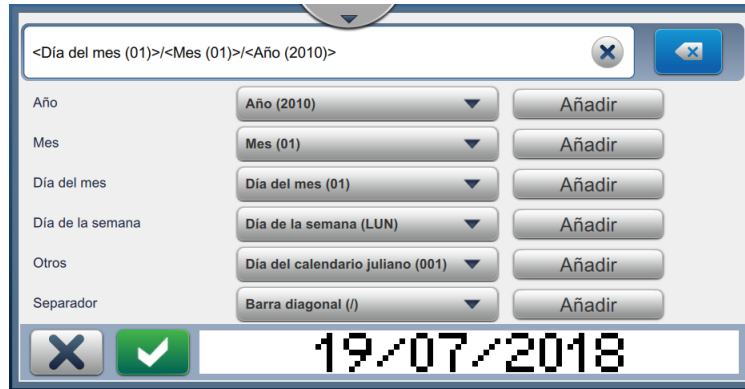 <Día del mes (01)>/<Mes (01)>/<Año (2010)>
Año Año (2010) Añadir
Mes Mes (01) Añadir
Día del mes Día del mes (01) Añadir
Día de la semana Día de la semana (LUN) Añadir
Otros Día del calendario juliano (001) Añadir
Separador Barra diagonal (/) Añadir
19/07/2018